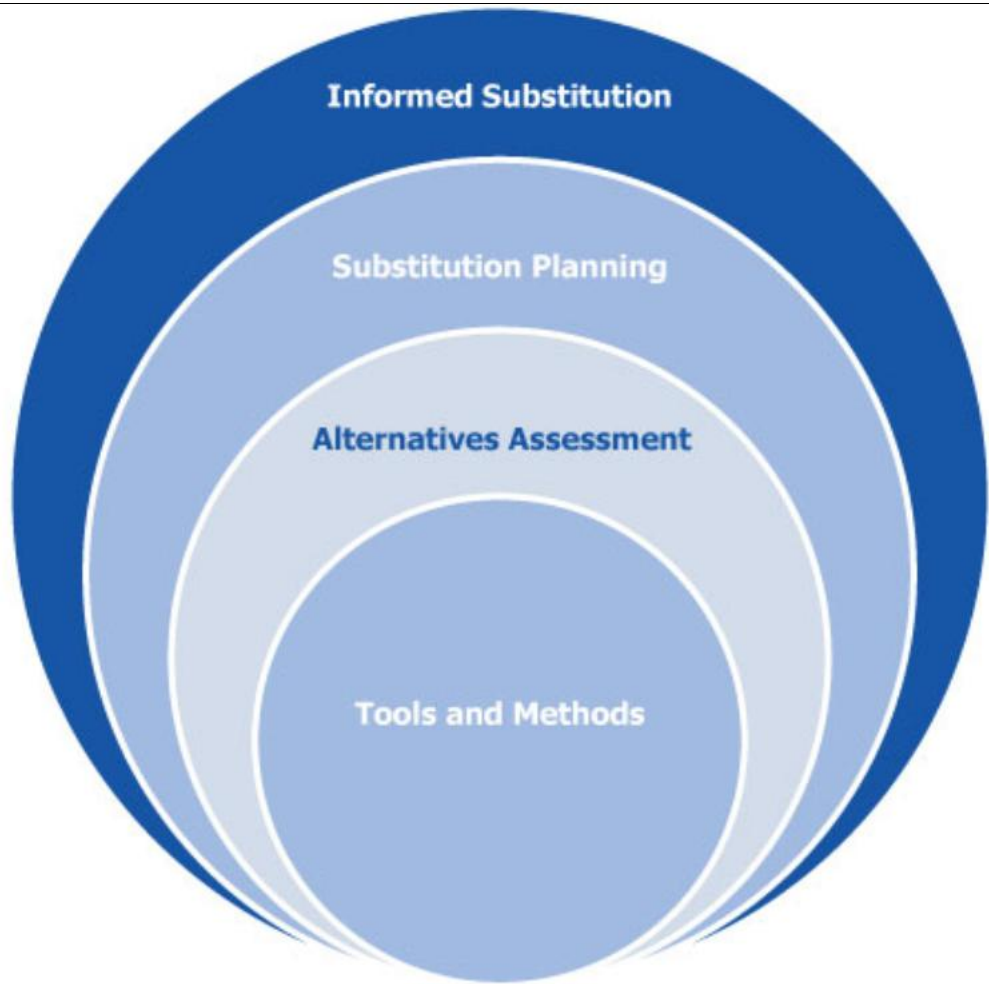 Informed Substitution
Substitution Planning
Alternatives Assessment
Tools and Methods